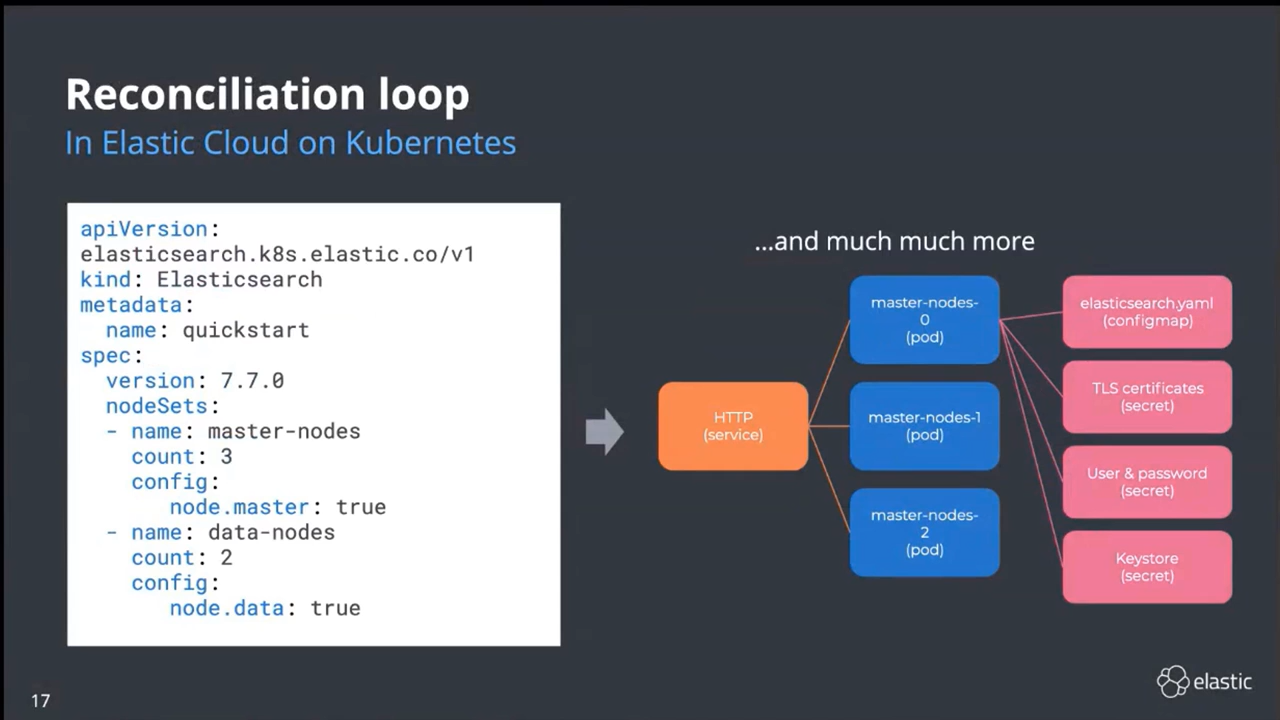 Reconciliation loop
In Elastic Cloud on Kubernetes
apiVersion:
elasticsearch.k8s.elastic.co/v1
kind: Elasticsearch
metadata:
  name: quickstart
spec:
  version: 7.7.0
  nodeSets:
  - name: master-nodes
    count: 3
    config:
       node.master: true
  - name: data-nodes
    count: 2
    config:
       node.data: true
...and much much more
HTTP
(service)
master-nodes-
0
(pod)
master-nodes-1
(pod)
master-nodes-
2
(pod)
elasticsearch.yaml
(configmap)
TLS certificates
(secret)
User & password
(secret)
Keystore
(secret)
17
elastic